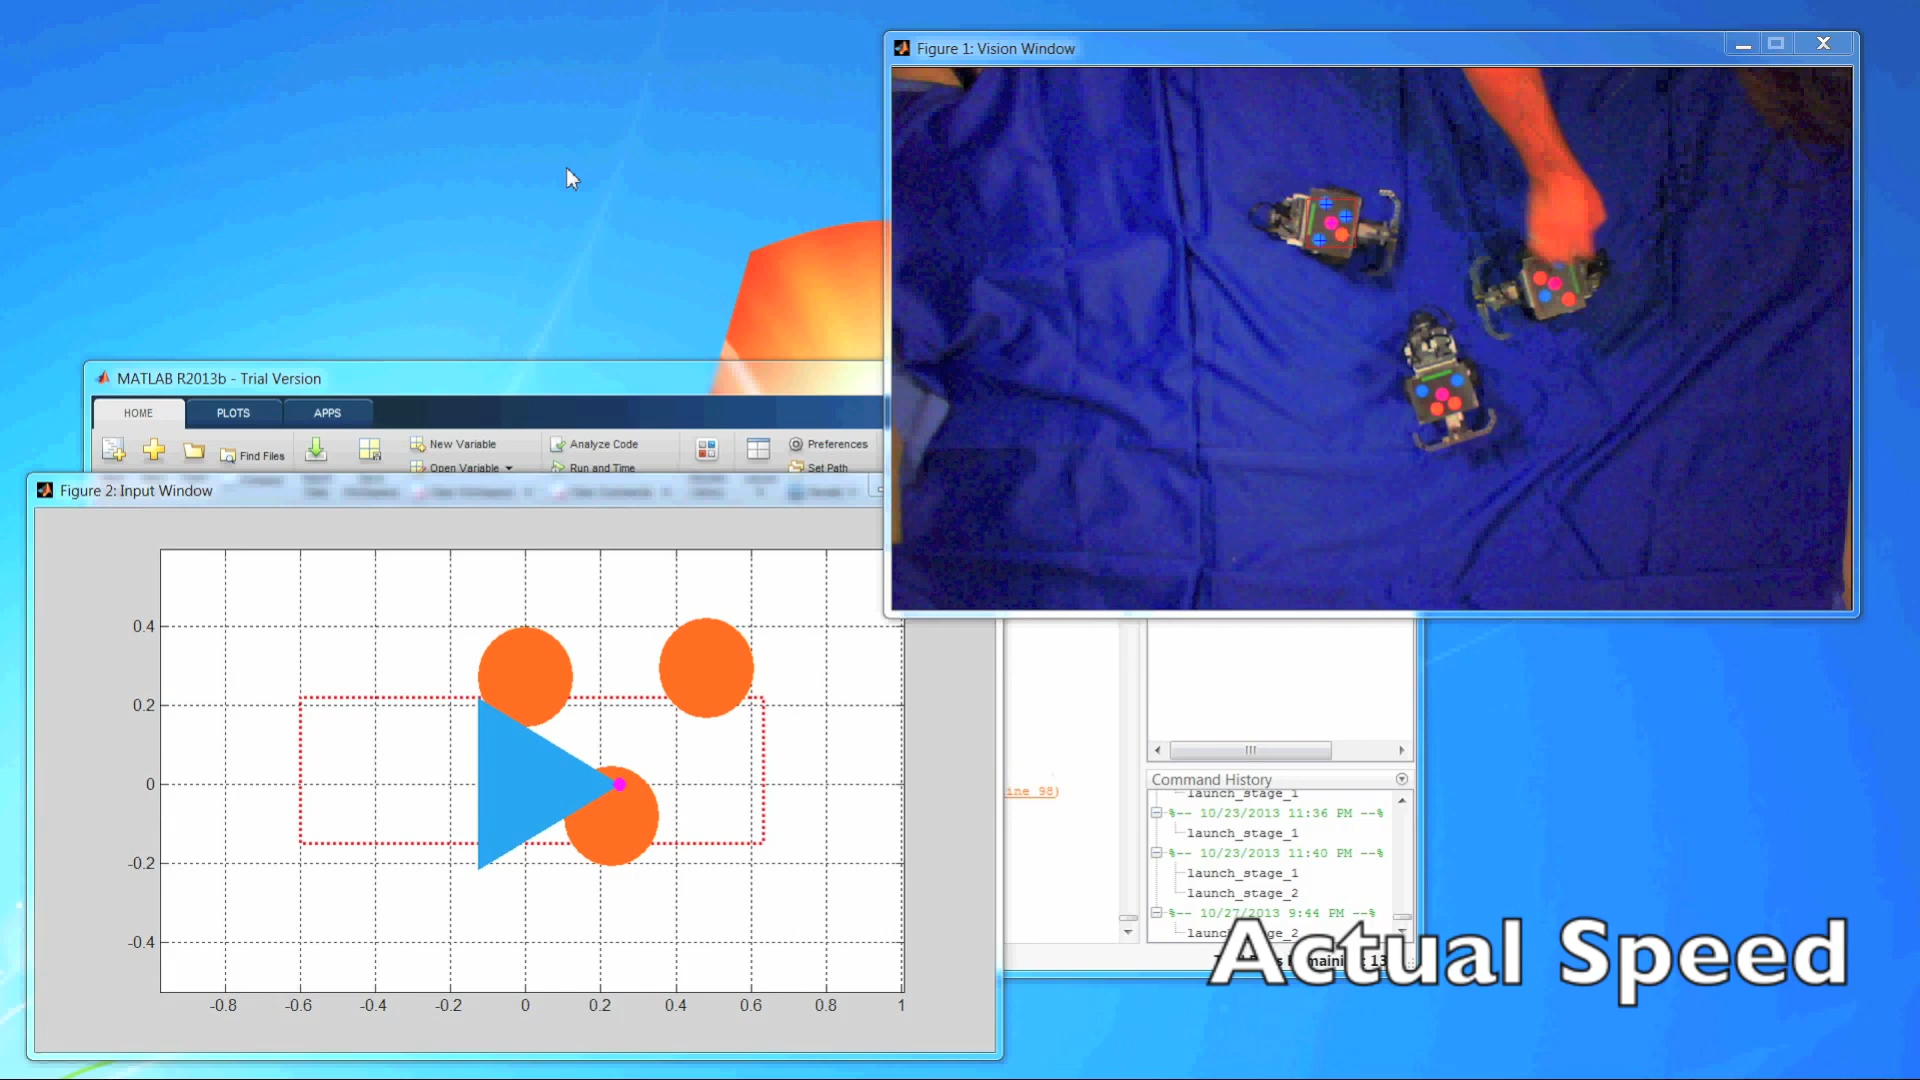 Figure 1: Vision Window
MATLAB R2013b - Trial Version
HOME
PLOTS
APPS
New Variable
Analyze Code
Preferences
Find Files
Open Variable
Run and Time
Set Path
Figure 2: Input Window
0.4
0.2
0
-0.2
-0.4
-0.8
-0.6
-0.4
-0.2
0
0.2
0.4
0.6
0.8
1
ine 98)
Command History
launch_stage_1
%-- 10/23/2013 11:36 PM --%
launch_stage_1
%-- 10/23/2013 11:40 PM --%
launch_stage_1
launch_stage_2
%-- 10/27/2013 9:44 PM --%
Actual Speed